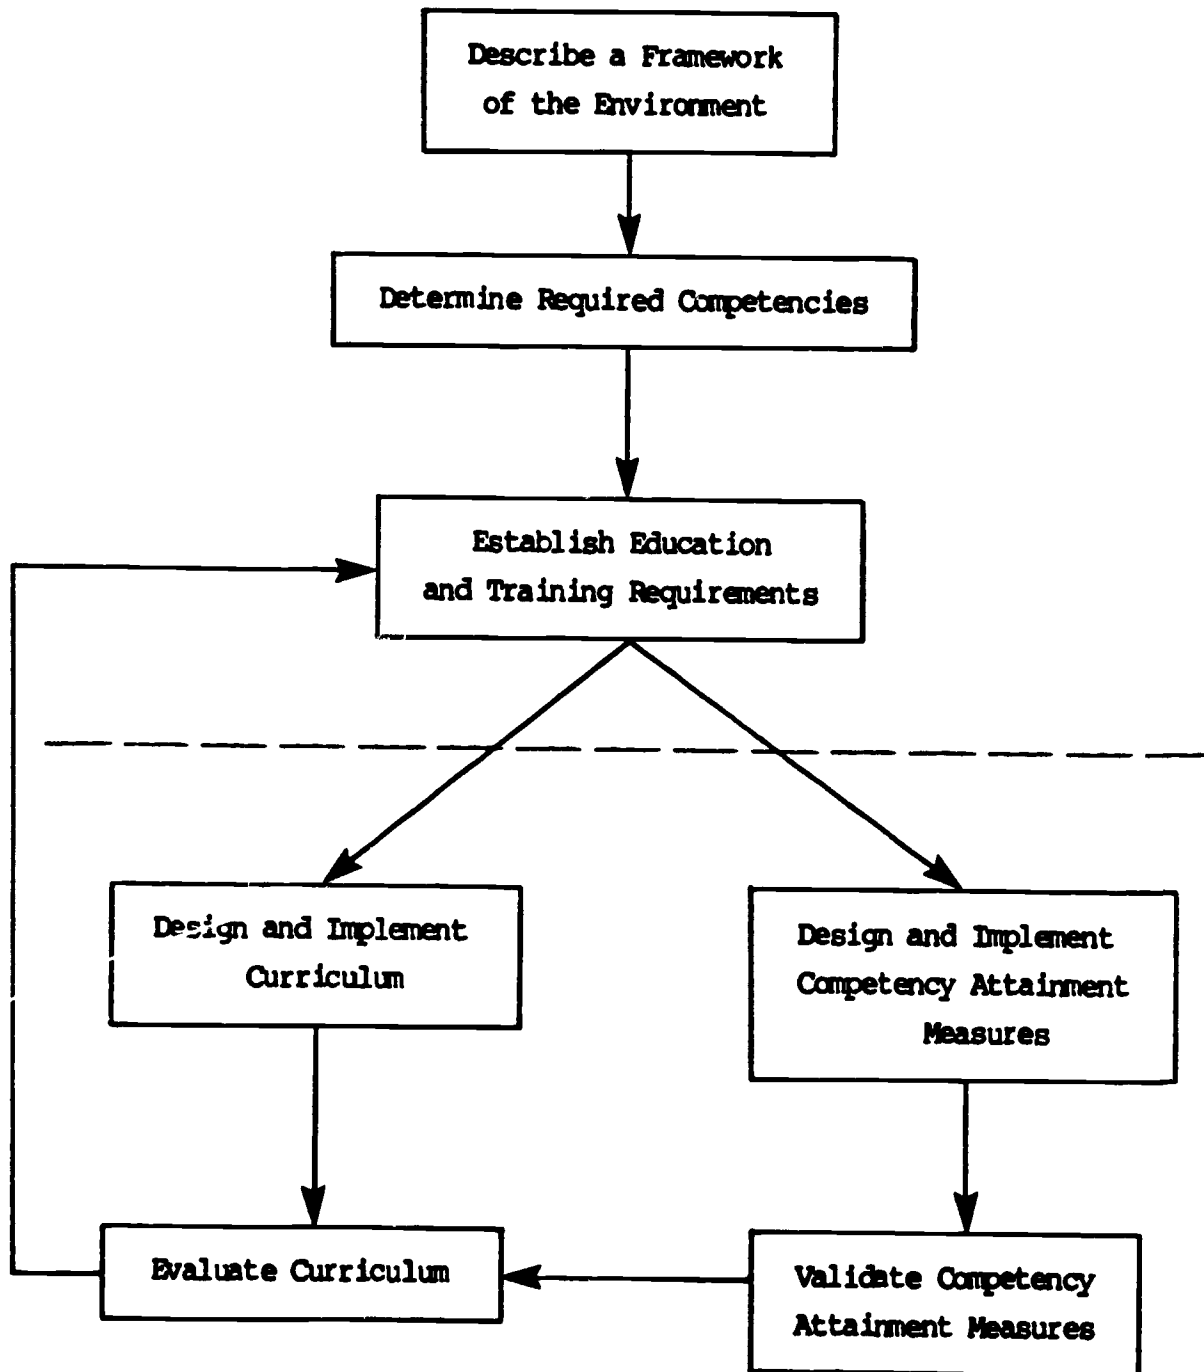 Describe a Framework
of the Environment
Determine Required Competencies
Establish Education
and Training Requirements
Design and Implement
Curriculum
Design and Implement
Competency Attainment
Measures
Evaluate Curriculum
Validate Competency
Attainment Measures